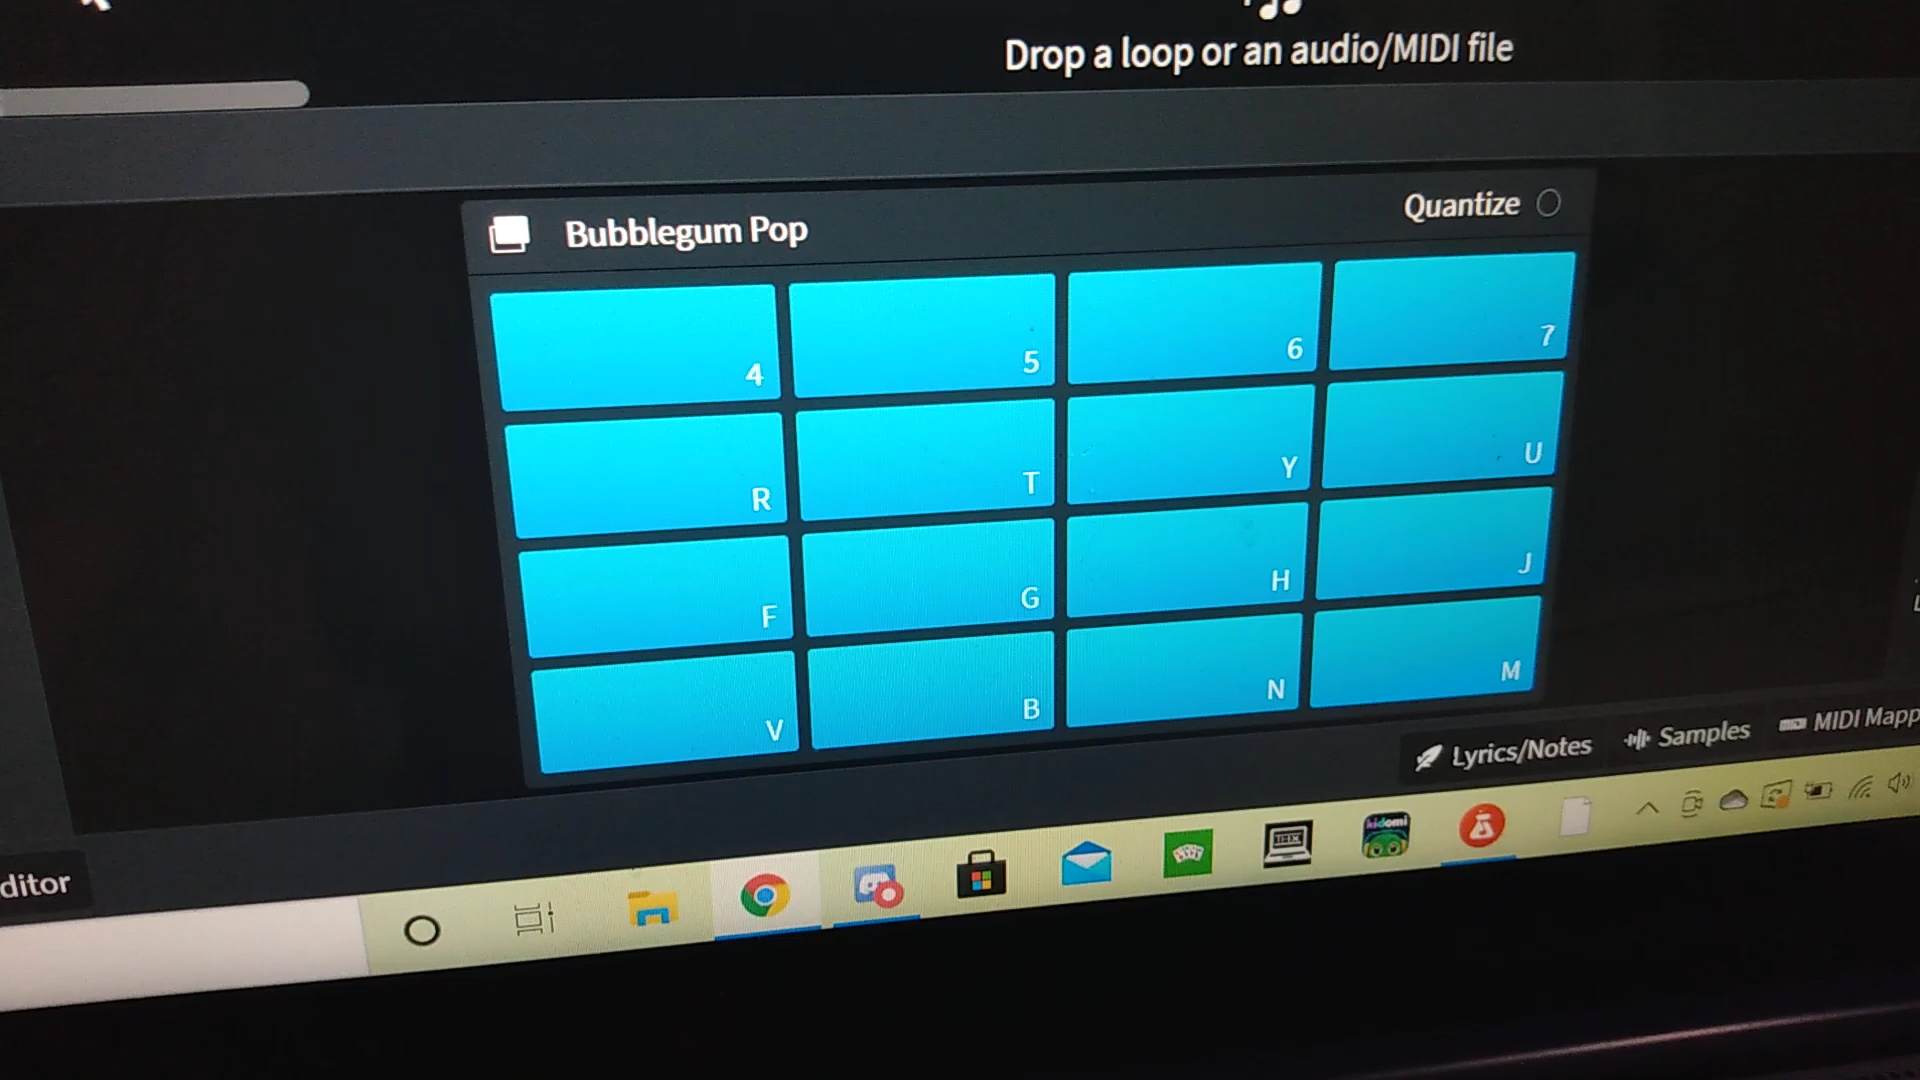 Drop a loop or an audio/MIDI file
Bubblegum Pop
Quantize
4 5 6 7
R T Y U
F G H J
V B N M
Lyrics/Notes Samples MIDI Mapp
ditor
kidomi